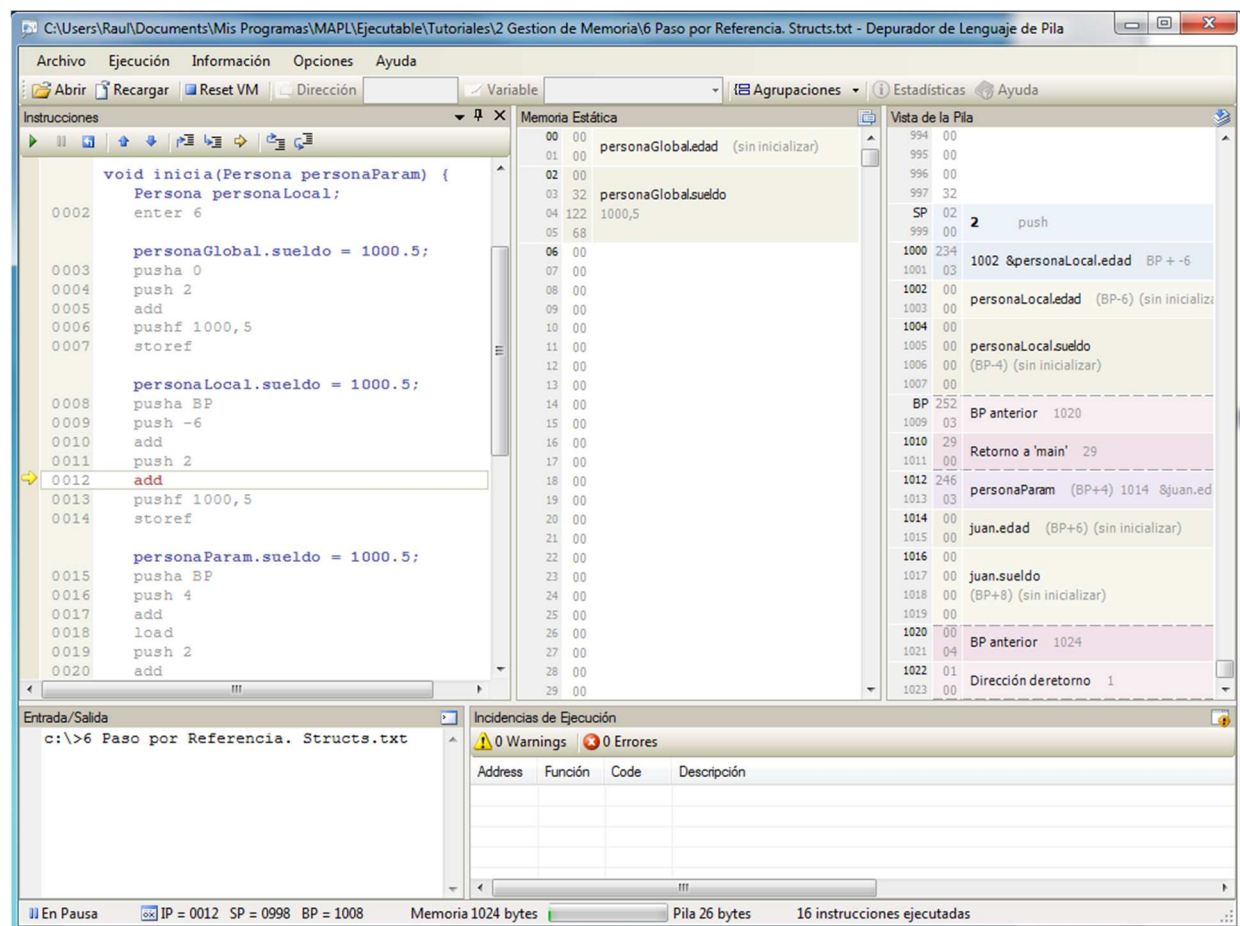 C:\Users\Raul\Documents\Mis Programas\MAPL\Ejecutable\Tutoriales\2 Gestion de Memoria\6 Paso por Referencia. Structs.txt - Depurador de Lenguaje de Pila
Archivo Ejecución Información Opciones Ayuda
Abrir Recargar Reset VM Dirección Variable Agrupaciones Estadísticas Ayuda
Instrucciones
void inicia(Persona personaParam) {
Persona personaLocal;
0002 enter 6
personaGlobal.sueldo = 1000.5;
0003 pusha 0
0004 push 2
0005 add
0006 pushf 1000,5
0007 storef
personaLocal.sueldo = 1000.5;
0008 pusha BP
0009 push -6
0010 add
0011 push 2
0012 add
0013 pushf 1000,5
0014 storef
personaParam.sueldo = 1000.5;
0015 pusha BP
0016 push 4
0017 add
0018 load
0019 push 2
0020 add
Memoria Estática
00 00 personaGlobal.edad (sin inicializar)
01 00
02 00
03 32 personaGlobal.sueldo
04 122 1000,5
05 68
06 00
07 00
08 00
09 00
10 00
11 00
12 00
13 00
14 00
15 00
16 00
17 00
18 00
19 00
20 00
21 00
22 00
23 00
24 00
25 00
26 00
27 00
28 00
29 00
Vista de la Pila
994 00
995 00
996 00
997 32
SP 02 2 push
999 00
1000 234 1002 &personaLocal.edad BP + -6
1001 03
1002 00 personaLocal.edad (BP-6) (sin inicializa
1003 00
1004 00
1005 00 personaLocal.sueldo
1006 00 (BP-4) (sin inicializar)
1007 00
BP 252 BP anterior 1020
1009 03
1010 29 Retorno a 'main' 29
1011 00
1012 246 personaParam (BP+4) 1014 &juan.ed
1013 03
1014 00 juan.edad (BP+6) (sin inicializar)
1015 00
1016 00
1017 00 juan.sueldo
1018 00 (BP+8) (sin inicializar)
1019 00
1020 00 BP anterior 1024
1021 04
1022 01 Dirección de retorno 1
1023 00
Entrada/Salida
c:\>6 Paso por Referencia. Structs.txt
Incidencias de Ejecución
0 Warnings 0 Errores
Address Función Code Descripción
En Pausa IP = 0012 SP = 0998 BP = 1008 Memoria 1024 bytes Pila 26 bytes 16 instrucciones ejecutadas